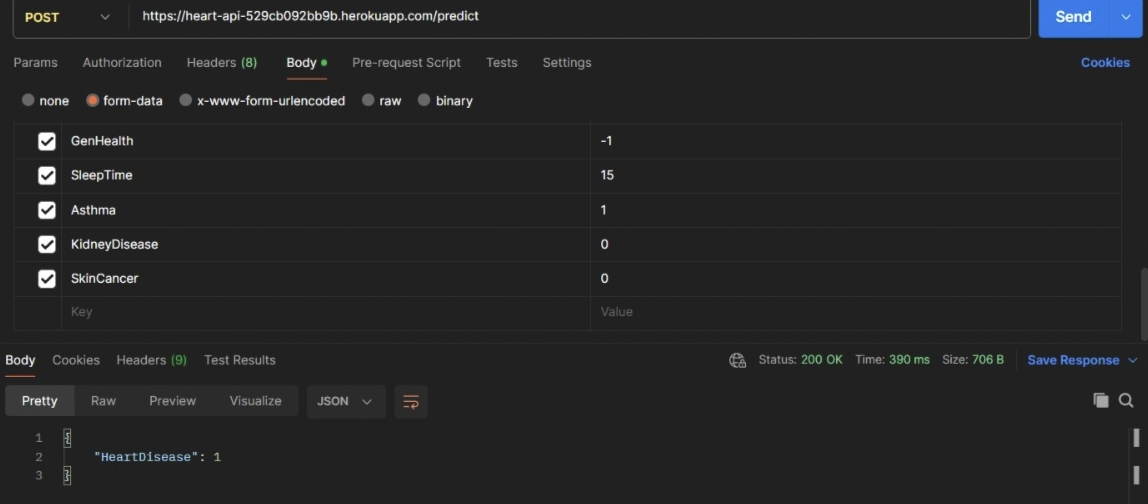 POST https://heart-api-529cb092bb9b.herokuapp.com/predict Send
Params Authorization Headers (8) Body Pre-request Script Tests Settings Cookies
none form-data x-www-form-urlencoded raw binary
GenHealth -1
SleepTime 15
Asthma 1
KidneyDisease 0
SkinCancer 0
Key Value
Body Cookies Headers (9) Test Results Status: 200 OK Time: 390 ms Size: 706 B Save Response
Pretty Raw Preview Visualize JSON
1 {
2 "HeartDisease": 1
3 }